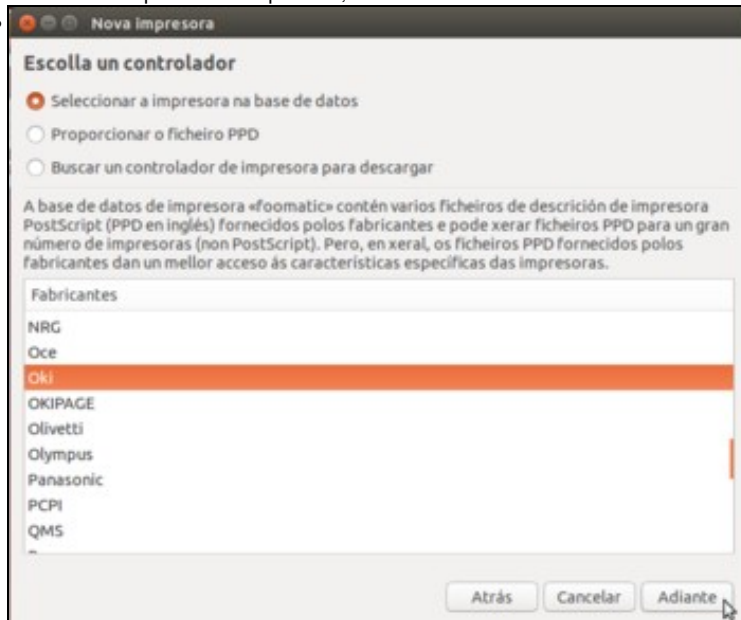 Nova impresora
Escolla un controlador
Seleccionar a impresora na base de datos
Proporcionar o ficheiro PPD
Buscar un controlador de impresora para descargar
A base de datos de impresora «foomatic» contén varios ficheiros de descrición de impresora
PostScript (PPD en inglés) fornecidos polos fabricantes e pode xerar ficheiros PPD para un gran
número de impresoras (non PostScript). Pero, en xeral, os ficheiros PPD fornecidos polos
fabricantes dan un mellor acceso ás características específicas das impresoras.
Fabricantes
NRG
Oce
Oki
OKIPAGE
Olivetti
Olympus
Panasonic
PCPI
QMS
Atrás Cancelar Adiante